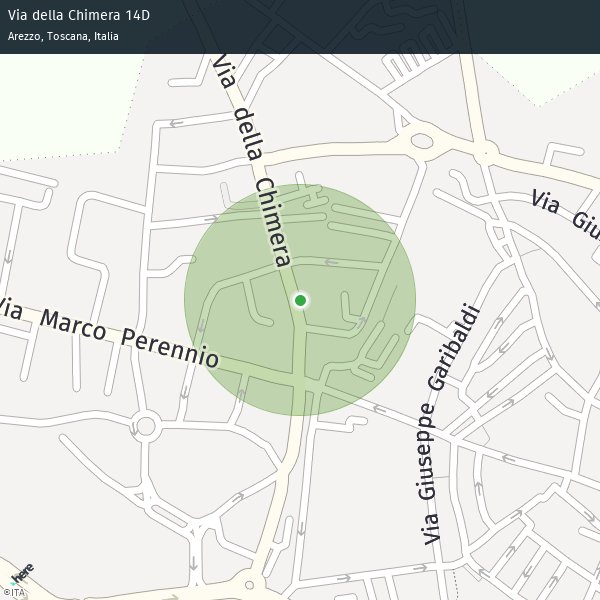 Via della Chimera 14D
Arezzo, Toscana, Italia
Via della Chimera
Via Giu
Via Marco Perennio
Via Giuseppe Garibaldi
here
©ITA